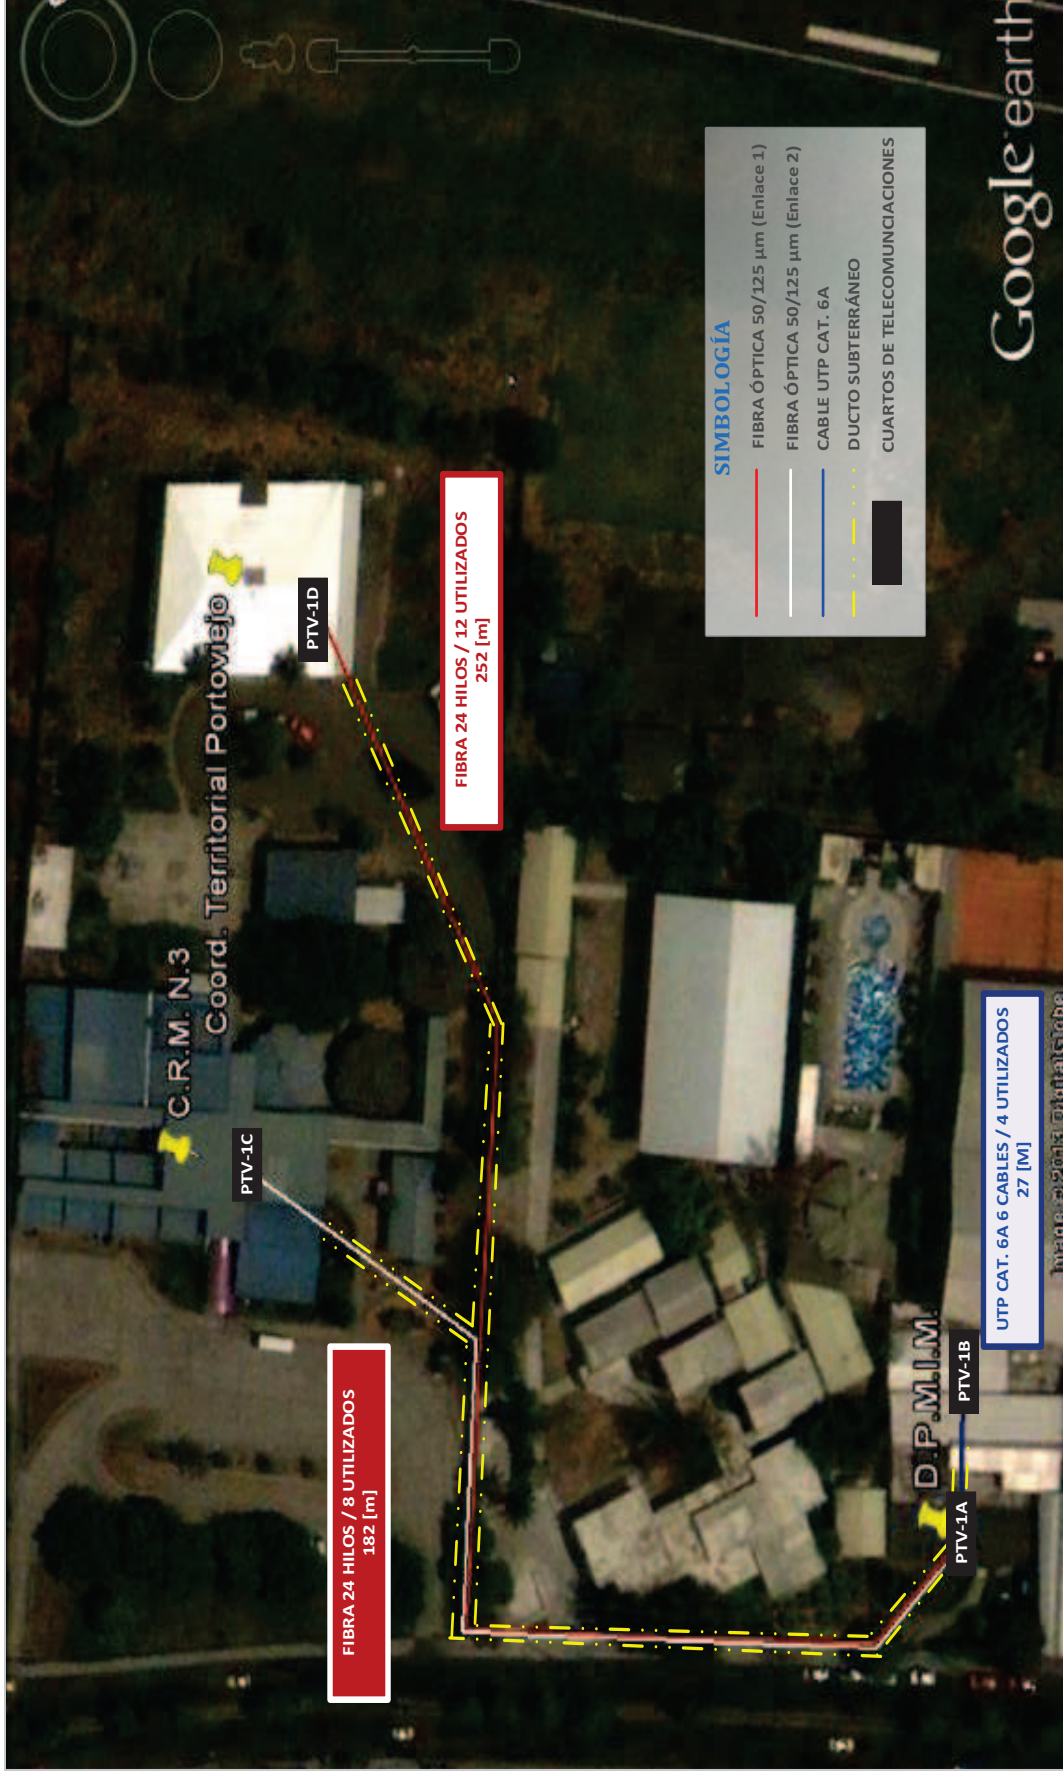 C.R.M. N.3
Coord. Territorial Portoviejo
PTV-1C
PTV-1D
FIBRA 24 HILOS / 8 UTILIZADOS
182 [m]
FIBRA 24 HILOS / 12 UTILIZADOS
252 [m]
SIMBOLOGÍA
FIBRA ÓPTICA 50/125 µm (Enlace 1)
FIBRA ÓPTICA 50/125 µm (Enlace 2)
CABLE UTP CAT. 6A
DUCTO SUBTERRÁNEO
CUARTOS DE TELECOMUNCIACIONES
D.P.M.I.M.
PTV-1A
PTV-1B
UTP CAT. 6A 6 CABLES / 4 UTILIZADOS
27 [M]
Google earth